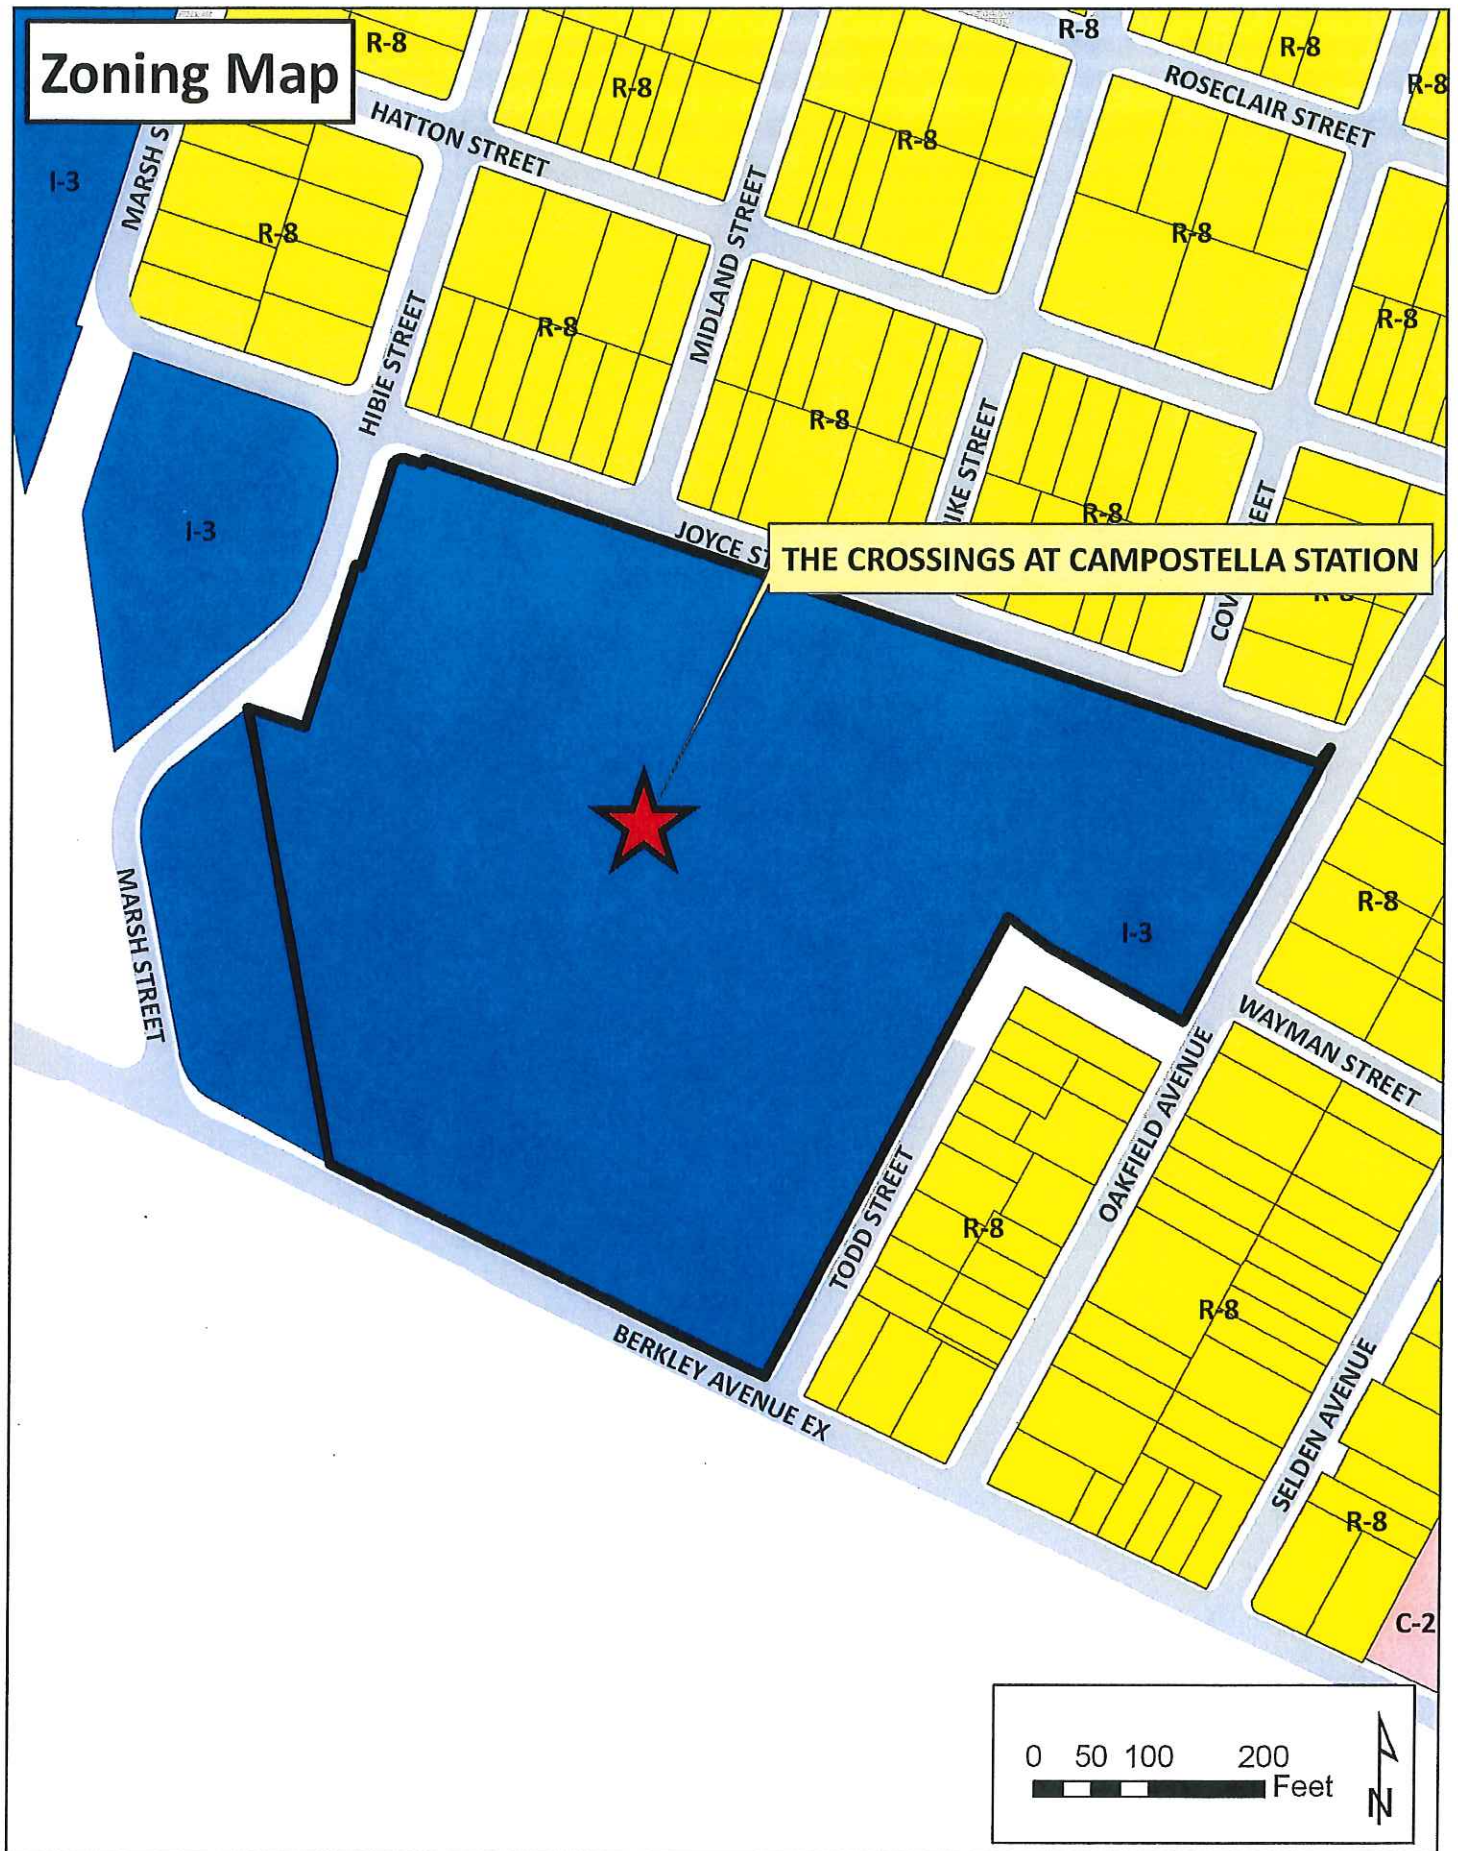 Zoning Map
R-8
R-8
R-8
R-8
R-8
HATTON STREET
ROSECLAIR STREET
R-8
I-3
MARSH S
R-8
R-8
MIDLAND STREET
HIBIE STREET
R-8
R-8
R-8
IKE STREET
R-8
EET
I-3
JOYCE ST
THE CROSSINGS AT CAMPOSTELLA STATION
COV
R-8
MARSH STREET
R-8
I-3
WAYMAN STREET
OAKFIELD AVENUE
TODD STREET
R-8
R-8
BERKLEY AVENUE EX
SELDEN AVENUE
R-8
C-2
0 50 100 200
Feet
N